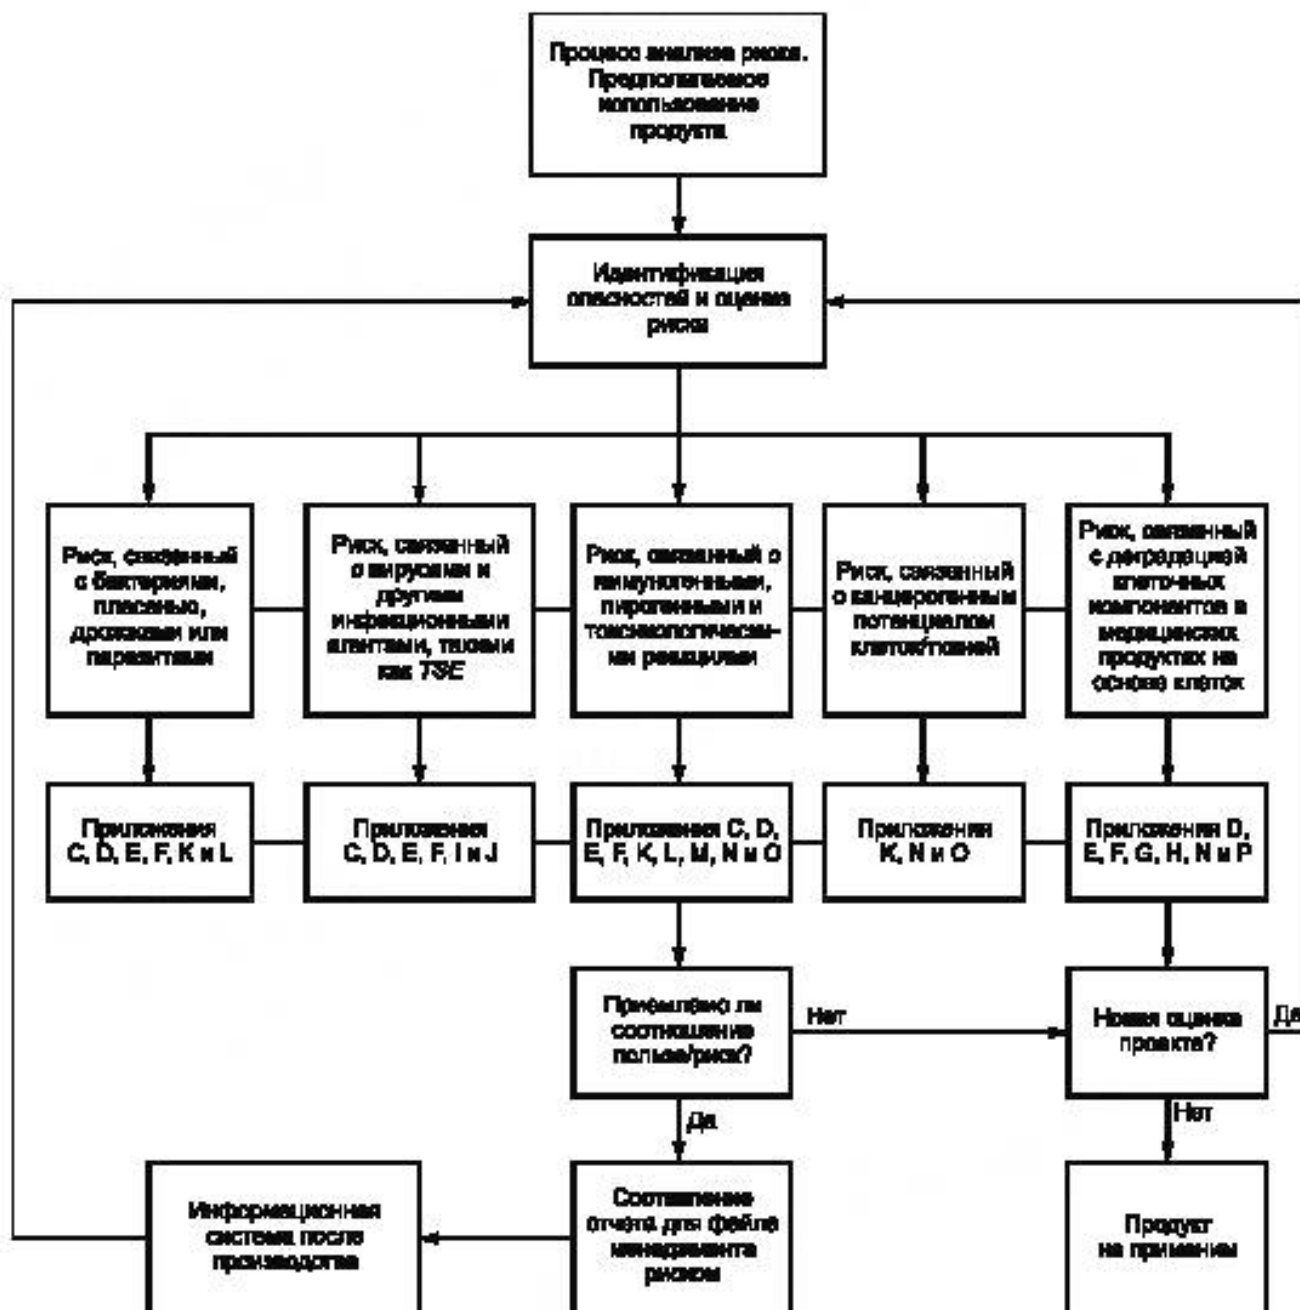 Процесс анализа риска.
Предполагаемое
использование
продукта
Идентификация
опасностей и оценка
риска
Риск, связанный
с бактериями,
плесенью,
дрожжами или
паразитами
Риск, связанный
с вирусами и
другими
инфекционными
агентами, такими
как TSE
Риск, связанный с
иммуногенными,
пирогенными и
токсикологически-
ми реакциями
Риск, связанный
с канцерогенным
потенциалом
клеток/тканей
Риск, связанный
с деградацией
клеточных
компонентов в
медицинских
продуктах на
основе клеток
Приложения
C, D, E, F, K и L
Приложения
C, D, E, F, I и J
Приложения C, D,
E, F, K, L, M, N и O
Приложения
K, N и O
Приложения D,
E, F, G, H, N и P
Приемлемо ли
соотношение
польза/риск?
Нет
Новая оценка
проекта?
Да
Да
Нет
Информационная
система после
производства
Составление
отчета для файла
менеджмента
риском
Продукт
не применим